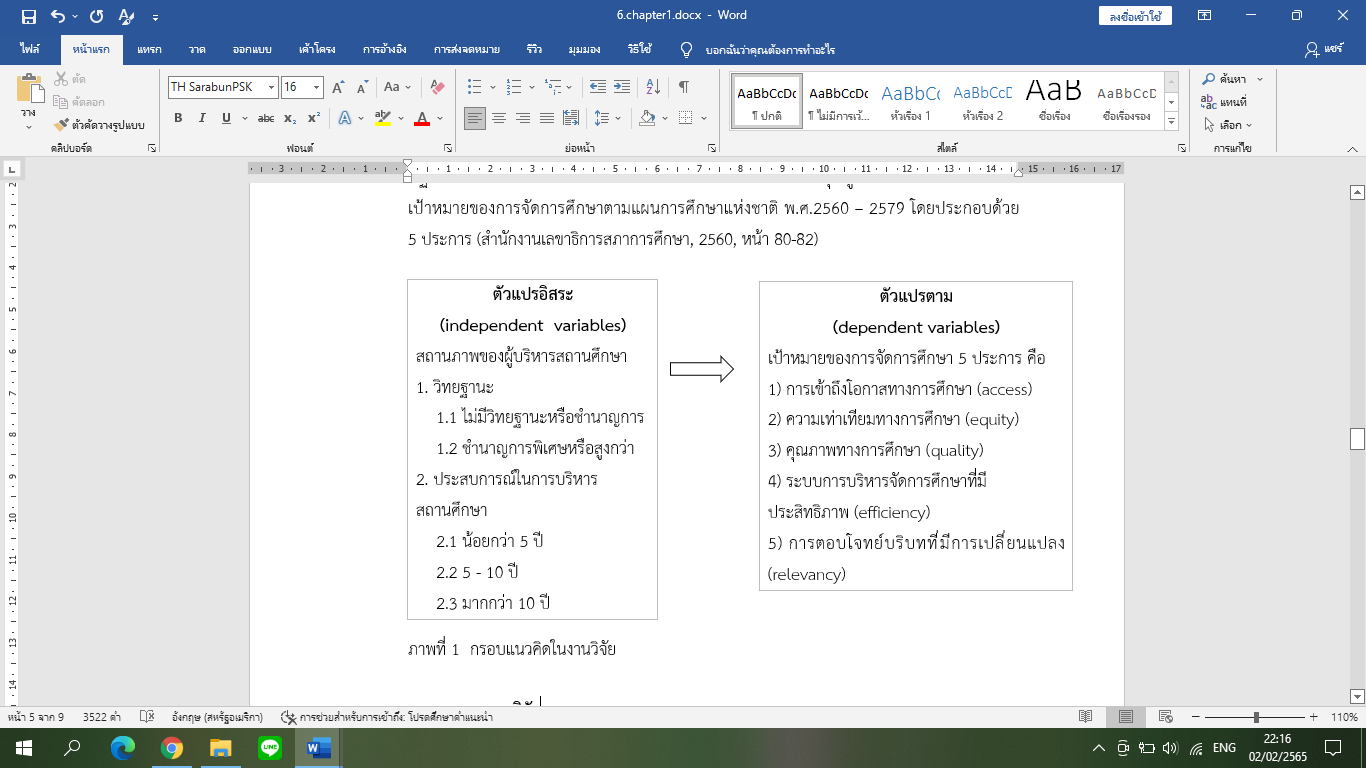 6.chapter1.docx - Word
ลงชื่อเข้าใช้
ไฟล์ หน้าแรก แทรก วาด ออกแบบ เค้าโครง การอ้างอิง การส่งจดหมาย รีวิว มุมมอง วิธีใช้ บอกฉันว่าคุณต้องการทำอะไร แชร์
วาง
ตัด
คัดลอก
ตัวคัดวางรูปแบบ
คลิปบอร์ด
TH SarabunPSK 16
B I U abc x₂ x²
ฟอนต์
ย่อหน้า
AaBbCcDc AaBbCcDc AaBbCc AaBbCcD AaB AaBbCcD
¶ ปกติ ¶ ไม่มีการเว้... หัวเรื่อง 1 หัวเรื่อง 2 ชื่อเรื่อง ชื่อเรื่องรอง
สไตล์
ค้นหา
แทนที่
เลือก
การแก้ไข
3 2 1 1 2 3 4 5 6 7 8 9 10 11 12 13 14 15 16 17
เป้าหมายของการจัดการศึกษาตามแผนการศึกษาแห่งชาติ พ.ศ.2560 – 2579 โดยประกอบด้วย
5 ประการ (สำนักงานเลขาธิการสภาการศึกษา, 2560, หน้า 80-82)
ตัวแปรอิสระ
(independent variables)
สถานภาพของผู้บริหารสถานศึกษา
1. วิทยฐานะ
1.1 ไม่มีวิทยฐานะหรือชำนาญการ
1.2 ชำนาญการพิเศษหรือสูงกว่า
2. ประสบการณ์ในการบริหาร
สถานศึกษา
2.1 น้อยกว่า 5 ปี
2.2 5 - 10 ปี
2.3 มากกว่า 10 ปี
ตัวแปรตาม
(dependent variables)
เป้าหมายของการจัดการศึกษา 5 ประการ คือ
1) การเข้าถึงโอกาสทางการศึกษา (access)
2) ความเท่าเทียมทางการศึกษา (equity)
3) คุณภาพทางการศึกษา (quality)
4) ระบบการบริหารจัดการศึกษาที่มี
ประสิทธิภาพ (efficiency)
5) การตอบโจทย์บริบทที่มีการเปลี่ยนแปลง
(relevancy)
ภาพที่ 1 กรอบแนวคิดในงานวิจัย
หน้า 5 จาก 9 3522 คำ อังกฤษ (สหรัฐอเมริกา) การช่วยสำหรับการเข้าถึง: โปรดศึกษาคำแนะนำ 110%
ENG
22:16
02/02/2565